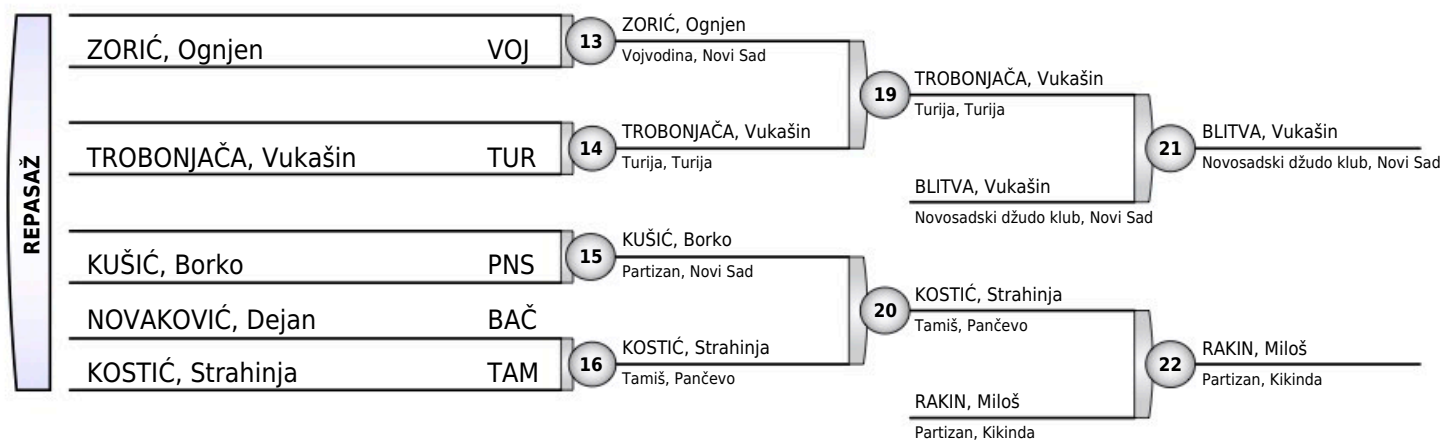 REPASAŽ
ZORIĆ, Ognjen VOJ
TROBONJAČA, Vukašin TUR
KUŠIĆ, Borko PNS
NOVAKOVIĆ, Dejan BAČ
KOSTIĆ, Strahinja TAM
13
ZORIĆ, Ognjen
Vojvodina, Novi Sad
14
TROBONJAČA, Vukašin
Turija, Turija
15
KUŠIĆ, Borko
Partizan, Novi Sad
16
KOSTIĆ, Strahinja
Tamiš, Pančevo
19
TROBONJAČA, Vukašin
Turija, Turija
BLITVA, Vukašin
Novosadski džudo klub, Novi Sad
20
KOSTIĆ, Strahinja
Tamiš, Pančevo
RAKIN, Miloš
Partizan, Kikinda
21
BLITVA, Vukašin
Novosadski džudo klub, Novi Sad
22
RAKIN, Miloš
Partizan, Kikinda